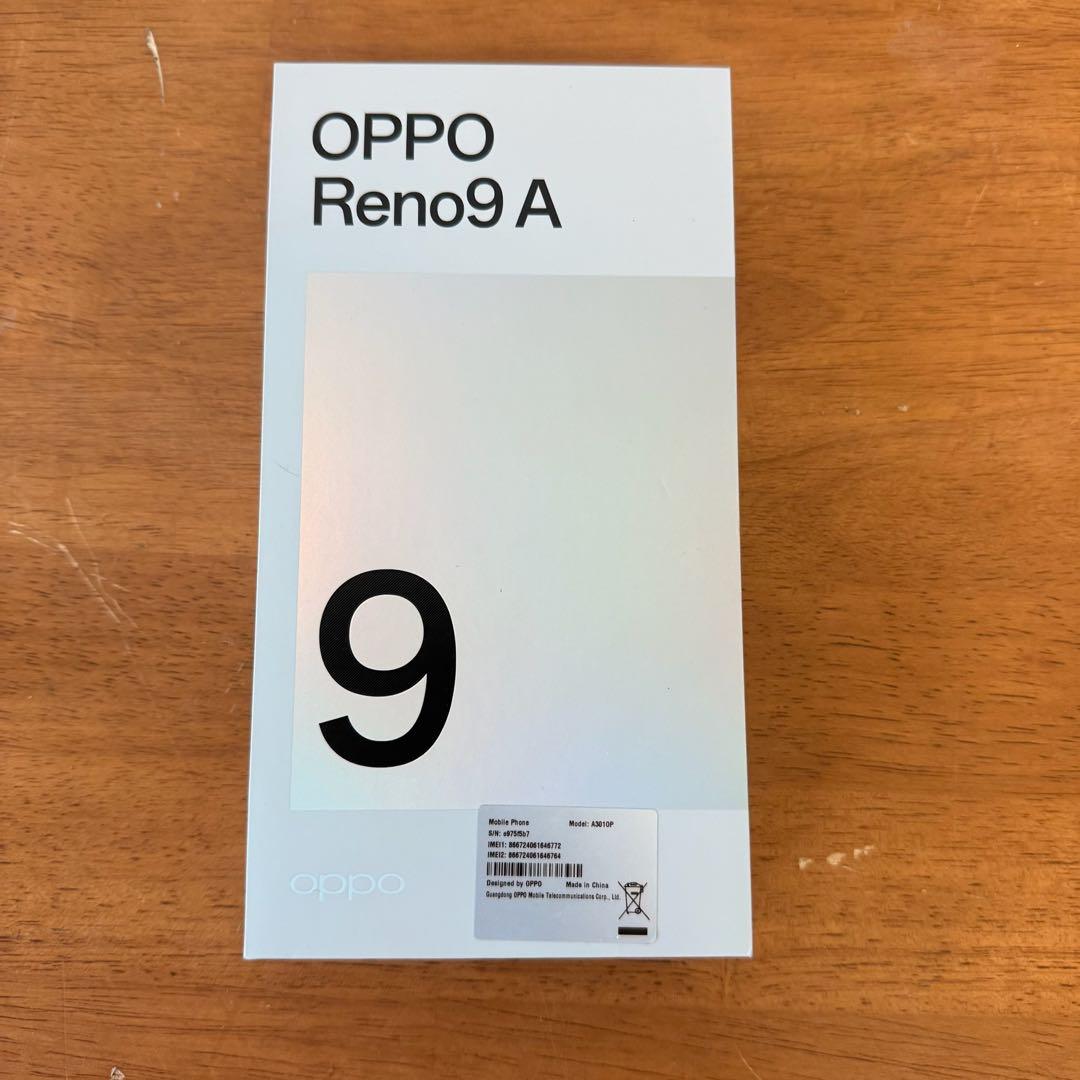 OPPO
Reno9 A
9
oppo
Mobile Phone Model: A301OP
S/N: e975f5b7
IMEI1: 866724061646772
IMEI2: 866724061646764
Designed by OPPO Made in China
Guangdong OPPO Mobile Telecommunications Corp., Ltd.